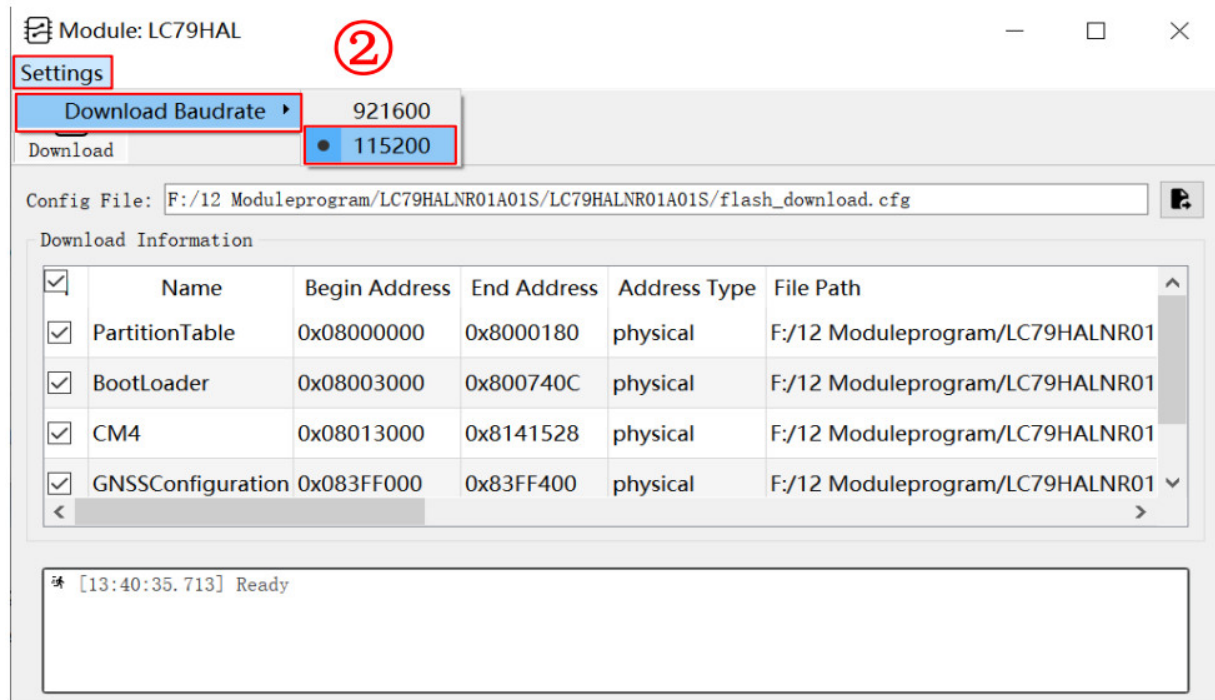 Module: LC79HAL
②
Settings
Download Baudrate
921600
115200
Download
Config File: F:/12 Moduleprogram/LC79HALNR01A01S/LC79HALNR01A01S/flash_download.cfg
Download Information
Name Begin Address End Address Address Type File Path
PartitionTable 0x08000000 0x8000180 physical F:/12 Moduleprogram/LC79HALNR01
BootLoader 0x08003000 0x800740C physical F:/12 Moduleprogram/LC79HALNR01
CM4 0x08013000 0x8141528 physical F:/12 Moduleprogram/LC79HALNR01
GNSSConfiguration 0x083FF000 0x83FF400 physical F:/12 Moduleprogram/LC79HALNR01
[13:40:35.713] Ready